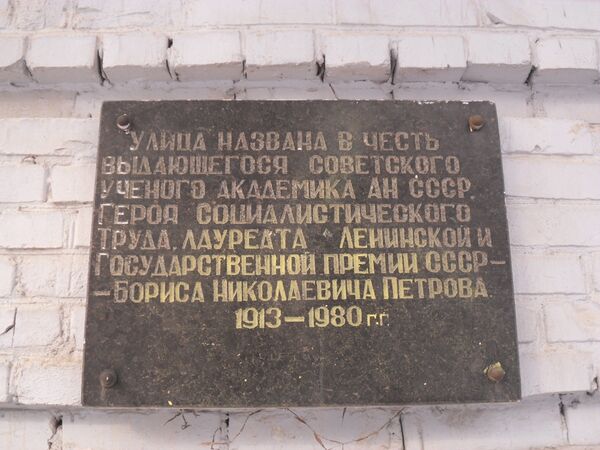 УЛИЦА НАЗВАНА В ЧЕСТЬ
ВЫДАЮЩЕГОСЯ СОВЕТСКОГО
УЧЕНОГО АКАДЕМИКА АН СССР,
ГЕРОЯ СОЦИАЛИСТИЧЕСКОГО
ТРУДА, ЛАУРЕАТА ЛЕНИНСКОЙ И
ГОСУДАРСТВЕННОЙ ПРЕМИИ СССР—
—БОРИСА НИКОЛАЕВИЧА ПЕТРОВА.
1913—1980 г.г.